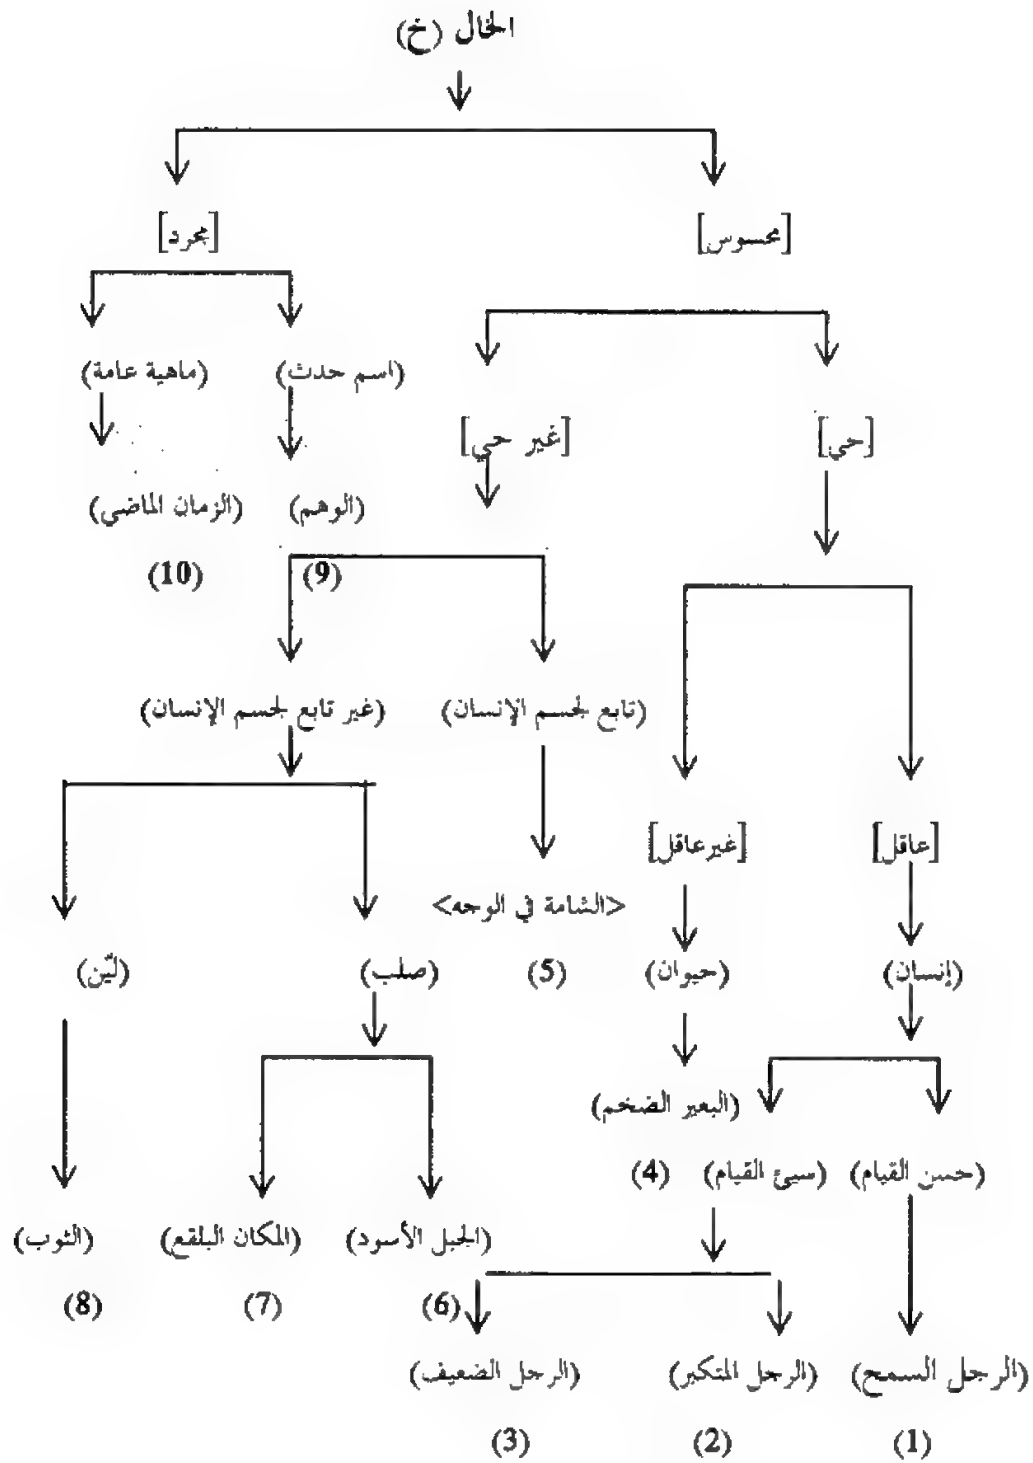 الخال (خ)
[محسوس]
[مجرد]
(اسم حدث)
(ماهية عامة)
[حي]
[غير حي]
(الوهم)
(الزمان الماضي)
(9)
(10)
(تابع لجسم الإنسان)
(غير تابع لجسم الإنسان)
[عاقل]
[غير عاقل]
<الشامة في الوجه>
(إنسان)
(حيوان)
(5)
(صلب)
(ليّن)
(البعير الضخم)
(حسن القيام)
(سيئ القيام)
(4)
(الجبل الأسود)
(المكان البلقع)
(الثوب)
(6)
(7)
(8)
(الرجل السمح)
(الرجل المتكبر)
(الرجل الضعيف)
(1)
(2)
(3)